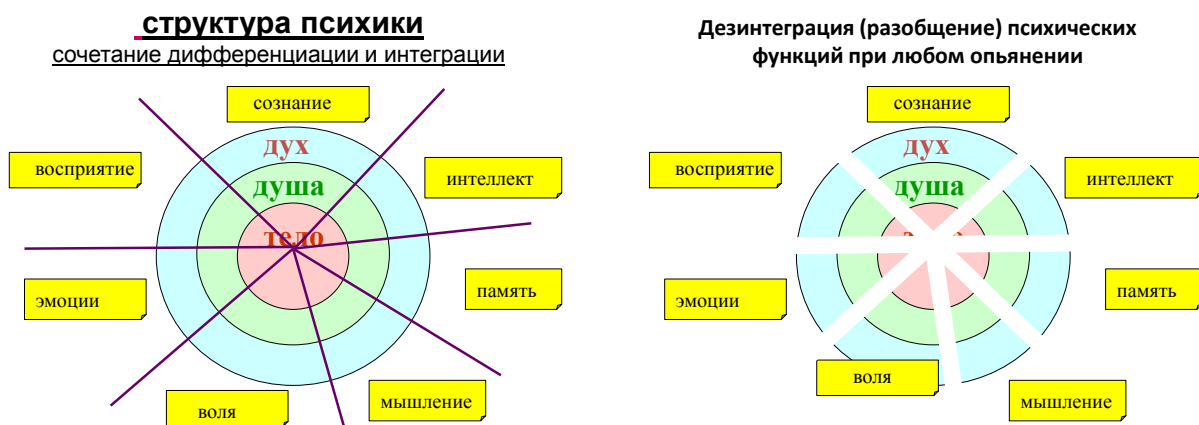 структура психики
сочетание дифференциации и интеграции
сознание
дух
восприятие
душа
интеллект
тело
эмоции
память
воля
мышление
Дезинтеграция (разобщение) психических
функций при любом опьянении
сознание
дух
восприятие
душа
интеллект
эмоции
память
воля
мышление